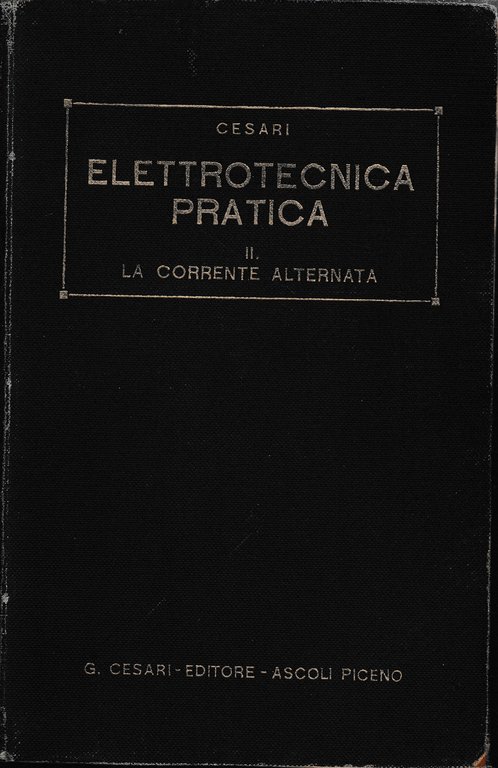 CESARI
ELETTROTECNICA
PRATICA
II.
LA CORRENTE ALTERNATA
G. CESARI - EDITORE - ASCOLI PICENO